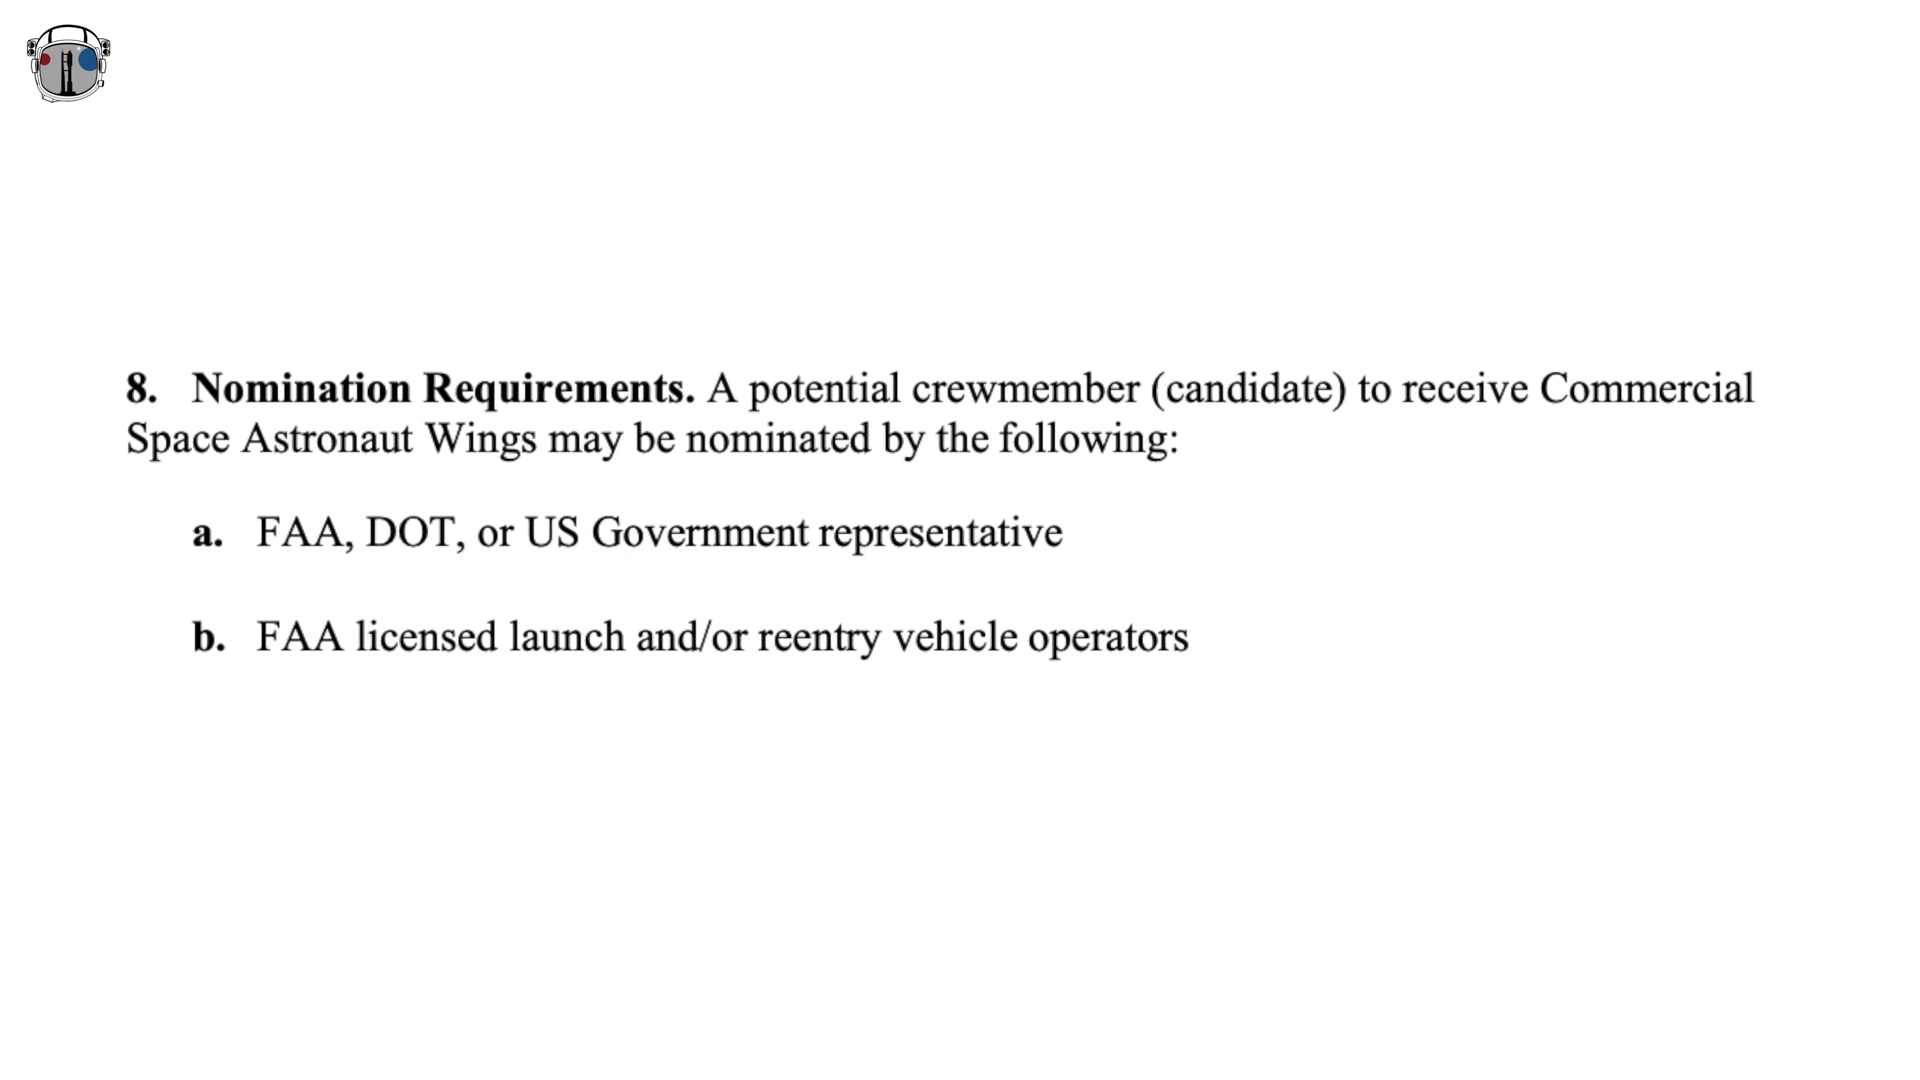 8. Nomination Requirements. A potential crewmember (candidate) to receive Commercial
Space Astronaut Wings may be nominated by the following:
a. FAA, DOT, or US Government representative
b. FAA licensed launch and/or reentry vehicle operators